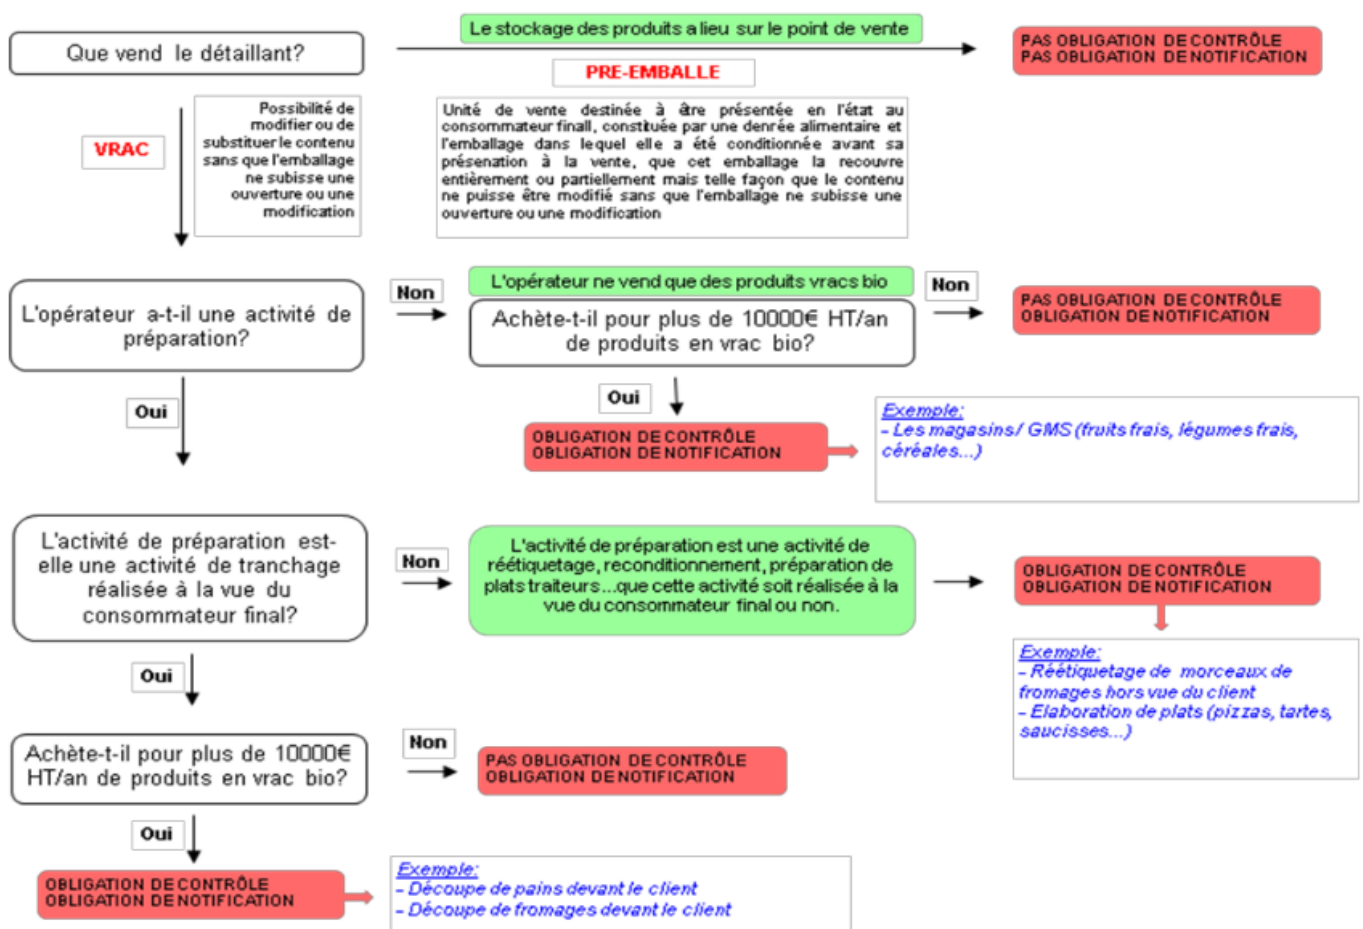 Que vend le détaillant?
Le stockage des produits a lieu sur le point de vente
PRE-EMBALLE
PAS OBLIGATION DE CONTRÔLE
PAS OBLIGATION DE NOTIFICATION
VRAC
Possibilité de
modifier ou de
substituer le contenu
sans que l'emballage
ne subisse une
ouverture ou une
modification
Unité de vente destinée à être présentée en l'état au
consommateur finall, constituée par une denrée alimentaire et
l'emballage dans lequel elle a été conditionnée avant sa
présenation à la vente, que cet emballage la recouvre
entièrement ou partiellement mais telle façon que le contenu
ne puisse être modifié sans que l'emballage ne subisse une
ouverture ou une modification
L'opérateur a-t-il une activité de
préparation?
Non
L'opérateur ne vend que des produits vracs bio
Achète-t-il pour plus de 10000€ HT/an
de produits en vrac bio?
Non
PAS OBLIGATION DE CONTRÔLE
OBLIGATION DE NOTIFICATION
Oui
Oui
OBLIGATION DE CONTRÔLE
OBLIGATION DE NOTIFICATION
Exemple:
- Les magasins/ GMS (fruits frais, légumes frais,
céréales...)
L'activité de préparation est-
elle une activité de tranchage
réalisée à la vue du
consommateur final?
Non
L'activité de préparation est une activité de
réétiquetage, reconditionnement, préparation de
plats traiteurs...que cette activité soit réalisée à la
vue du consommateur final ou non.
OBLIGATION DE CONTRÔLE
OBLIGATION DE NOTIFICATION
Exemple:
- Réétiquetage de morceaux de
fromages hors vue du client
- Elaboration de plats (pizzas, tartes,
saucisses...)
Oui
Achète-t-il pour plus de 10000€
HT/an de produits en vrac bio?
Non
PAS OBLIGATION DE CONTRÔLE
OBLIGATION DE NOTIFICATION
Oui
OBLIGATION DE CONTRÔLE
OBLIGATION DE NOTIFICATION
Exemple:
- Découpe de pains devant le client
- Découpe de fromages devant le client